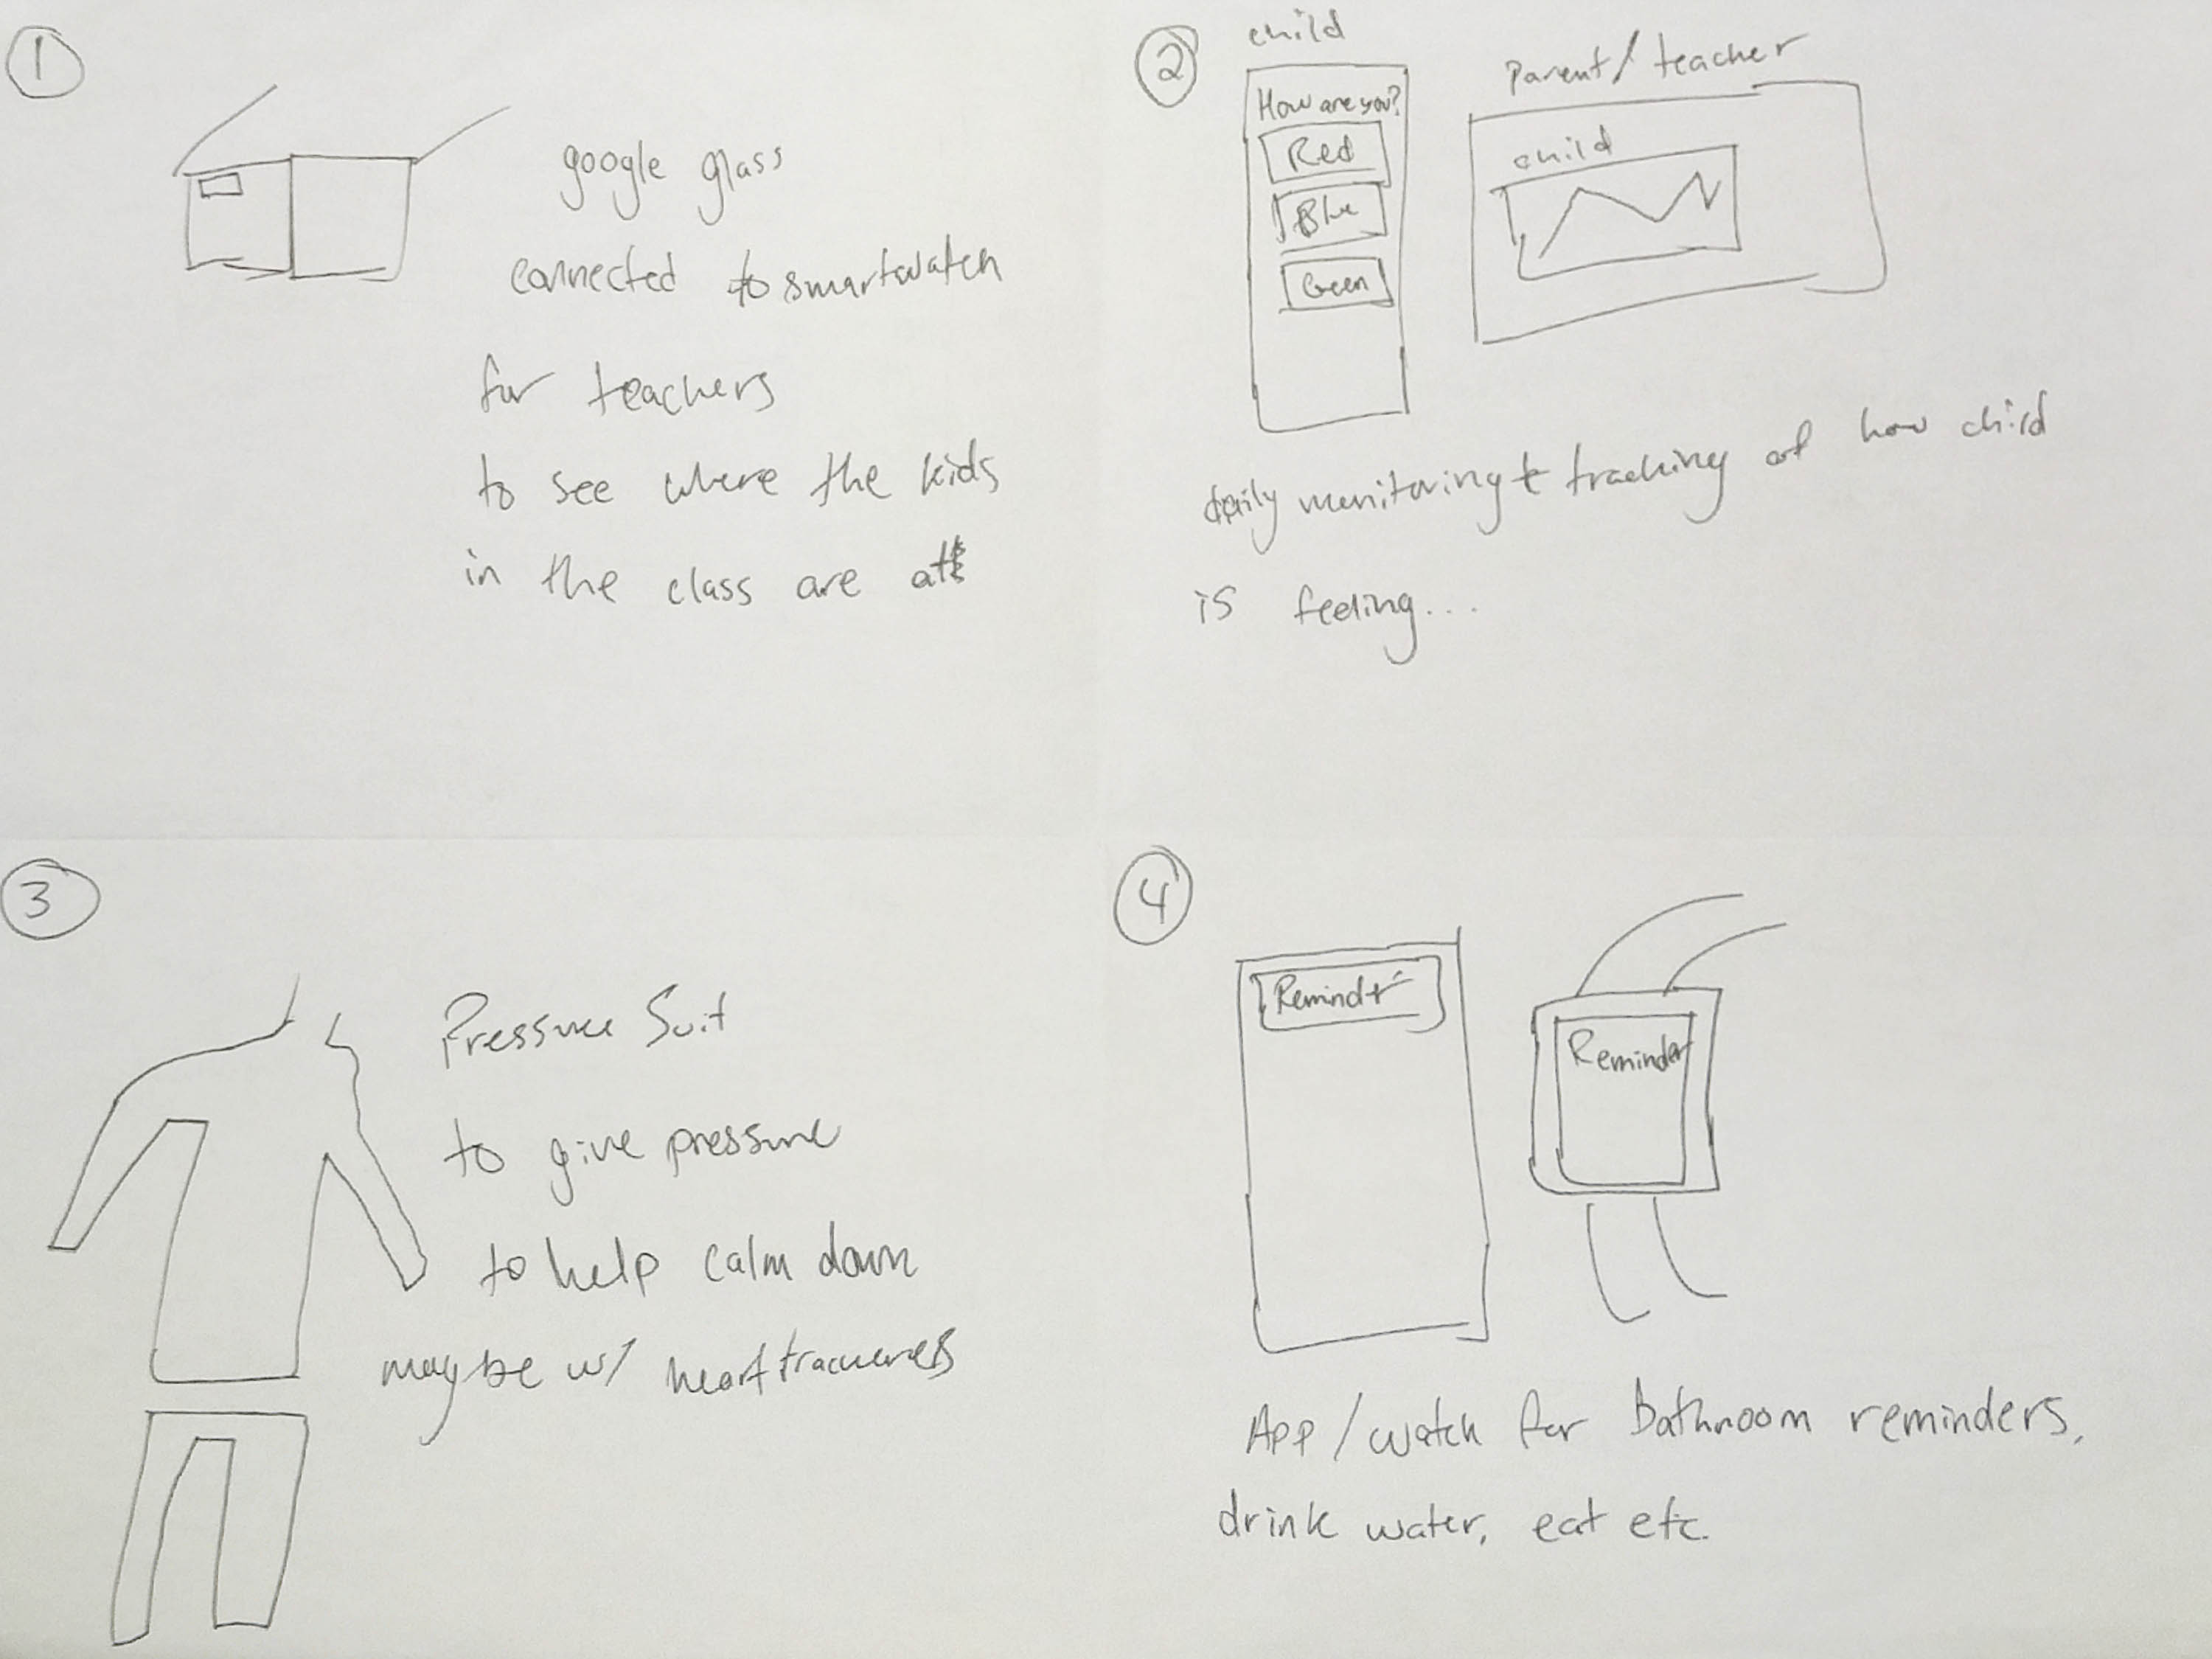 1
google glass
connected to smartwatch
for teachers
to see where the kids
in the class are at
2
child
How are you?
Red
Blue
Green
Parent/teacher
child
daily monitoring & tracking of how child
is feeling...
3
Pressure Suit
to give pressure
to help calm down
maybe w/ heart
4
Reminder
Reminder
App/watch for Bathroom reminders,
drink water, eat etc.